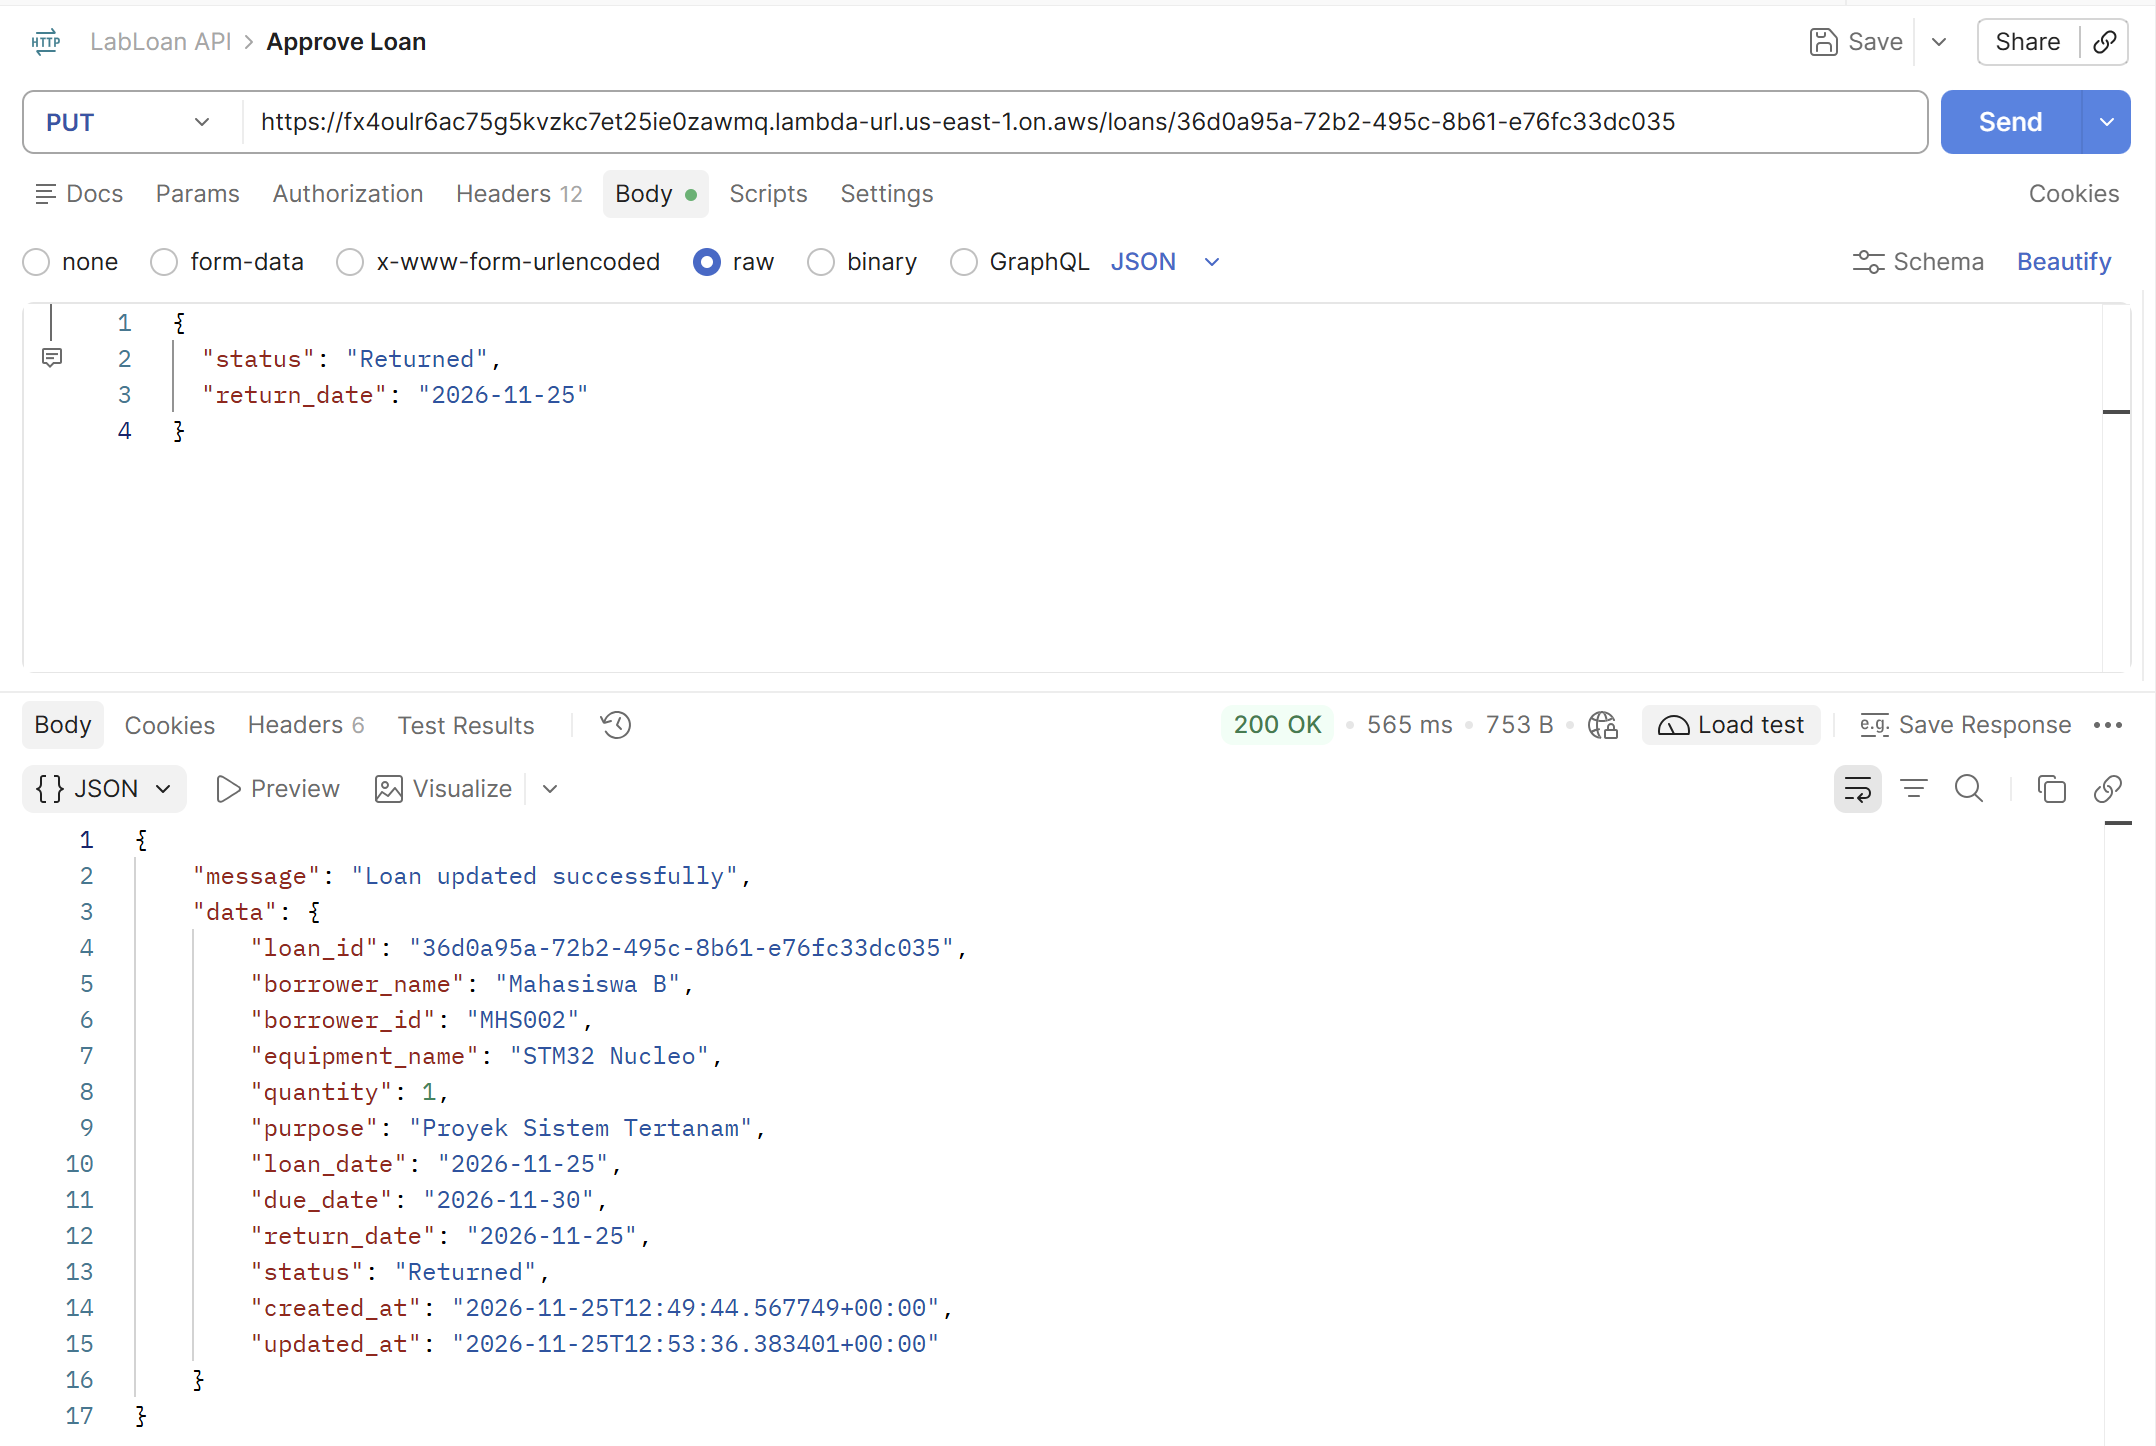 HTTP LabLoan API > Approve Loan Save Share
PUT https://fx4oulr6ac75g5kvzkc7et25ie0zawmq.lambda-url.us-east-1.on.aws/loans/36d0a95a-72b2-495c-8b61-e76fc33dc035 Send
Docs Params Authorization Headers 12 Body Scripts Settings Cookies
none form-data x-www-form-urlencoded raw binary GraphQL JSON Schema Beautify
1 {
2 "status": "Returned",
3 "return_date": "2026-11-25"
4 }
Body Cookies Headers 6 Test Results 200 OK • 565 ms • 753 B • Load test e.g. Save Response
{} JSON Preview Visualize
1 {
2 "message": "Loan updated successfully",
3 "data": {
4 "loan_id": "36d0a95a-72b2-495c-8b61-e76fc33dc035",
5 "borrower_name": "Mahasiswa B",
6 "borrower_id": "MHS002",
7 "equipment_name": "STM32 Nucleo",
8 "quantity": 1,
9 "purpose": "Proyek Sistem Tertanam",
10 "loan_date": "2026-11-25",
11 "due_date": "2026-11-30",
12 "return_date": "2026-11-25",
13 "status": "Returned",
14 "created_at": "2026-11-25T12:49:44.567749+00:00",
15 "updated_at": "2026-11-25T12:53:36.383401+00:00"
16 }
17 }